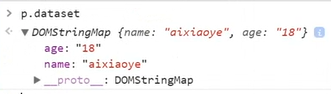 > p.dataset
< ▼DOMStringMap {name: "aixiaoye", age: "18"} i
age: "18"
name: "aixiaoye"
▶__proto__: DOMStringMap